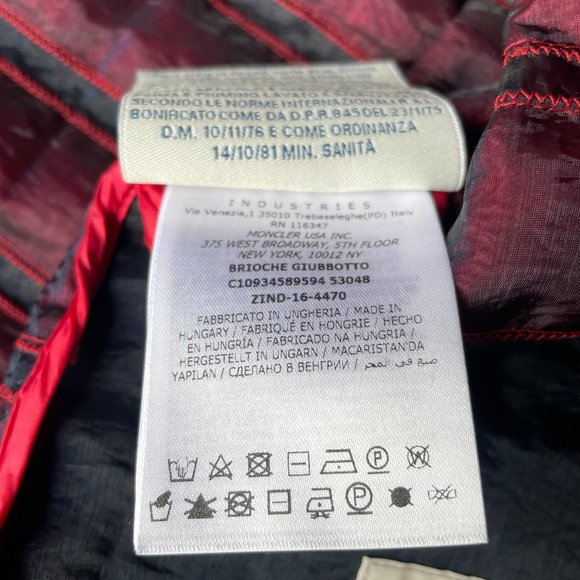 SECONDO LE NORME INTERNAZIONALI R.A.L.
BONIFICATO COME DA D.P.R. 845 DEL 23/1/75
D.M. 10/11/76 E COME ORDINANZA
14/10/81 MIN. SANITÀ
INDUSTRIES
Via Venezia,1 35010 Trebaseleghe(PD) Italy
RN 116347
MONCLER USA INC.
375 WEST BROADWAY, 5TH FLOOR
NEW YORK, 10012 NY
BRIOCHE GIUBBOTTO
C10934589594 53048
ZIND-16-4470
FABBRICATO IN UNGHERIA / MADE IN
HUNGARY / FABRIQUÉ EN HONGRIE / HECHO
EN HUNGRÍA / FABRICADO NA HUNGRIA /
HERGESTELLT IN UNGARN / MACARISTAN'DA
YAPILAN / СДЕЛАНО В ВЕНГРИИ / صنع في المجر
P W
P W